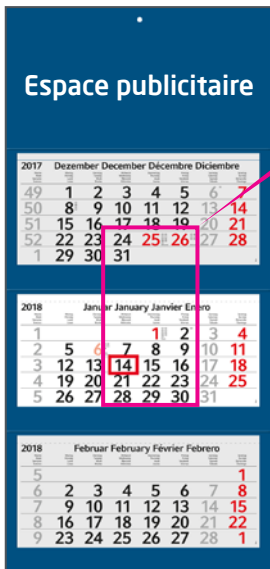 Espace publicitaire
2017 Dezember December Décembre Diciembre
49 1 2 3 4 5 6 7
50 8 9 10 11 12 13 14
51 15 16 17 18 19 20 21
52 22 23 24 25 26 27 28
1 29 30 31
2018 Januar January Janvier Enero
1 1 2 3 4
2 5 6 7 8 9 10 11
3 12 13 14 15 16 17 18
4 19 20 21 22 23 24 25
5 26 27 28 29 30 31
2018 Februar February Février Febrero
5 1
6 2 3 4 5 6 7 8
7 9 10 11 12 13 14 15
8 16 17 18 19 20 21 22
9 23 24 25 26 27 28 1